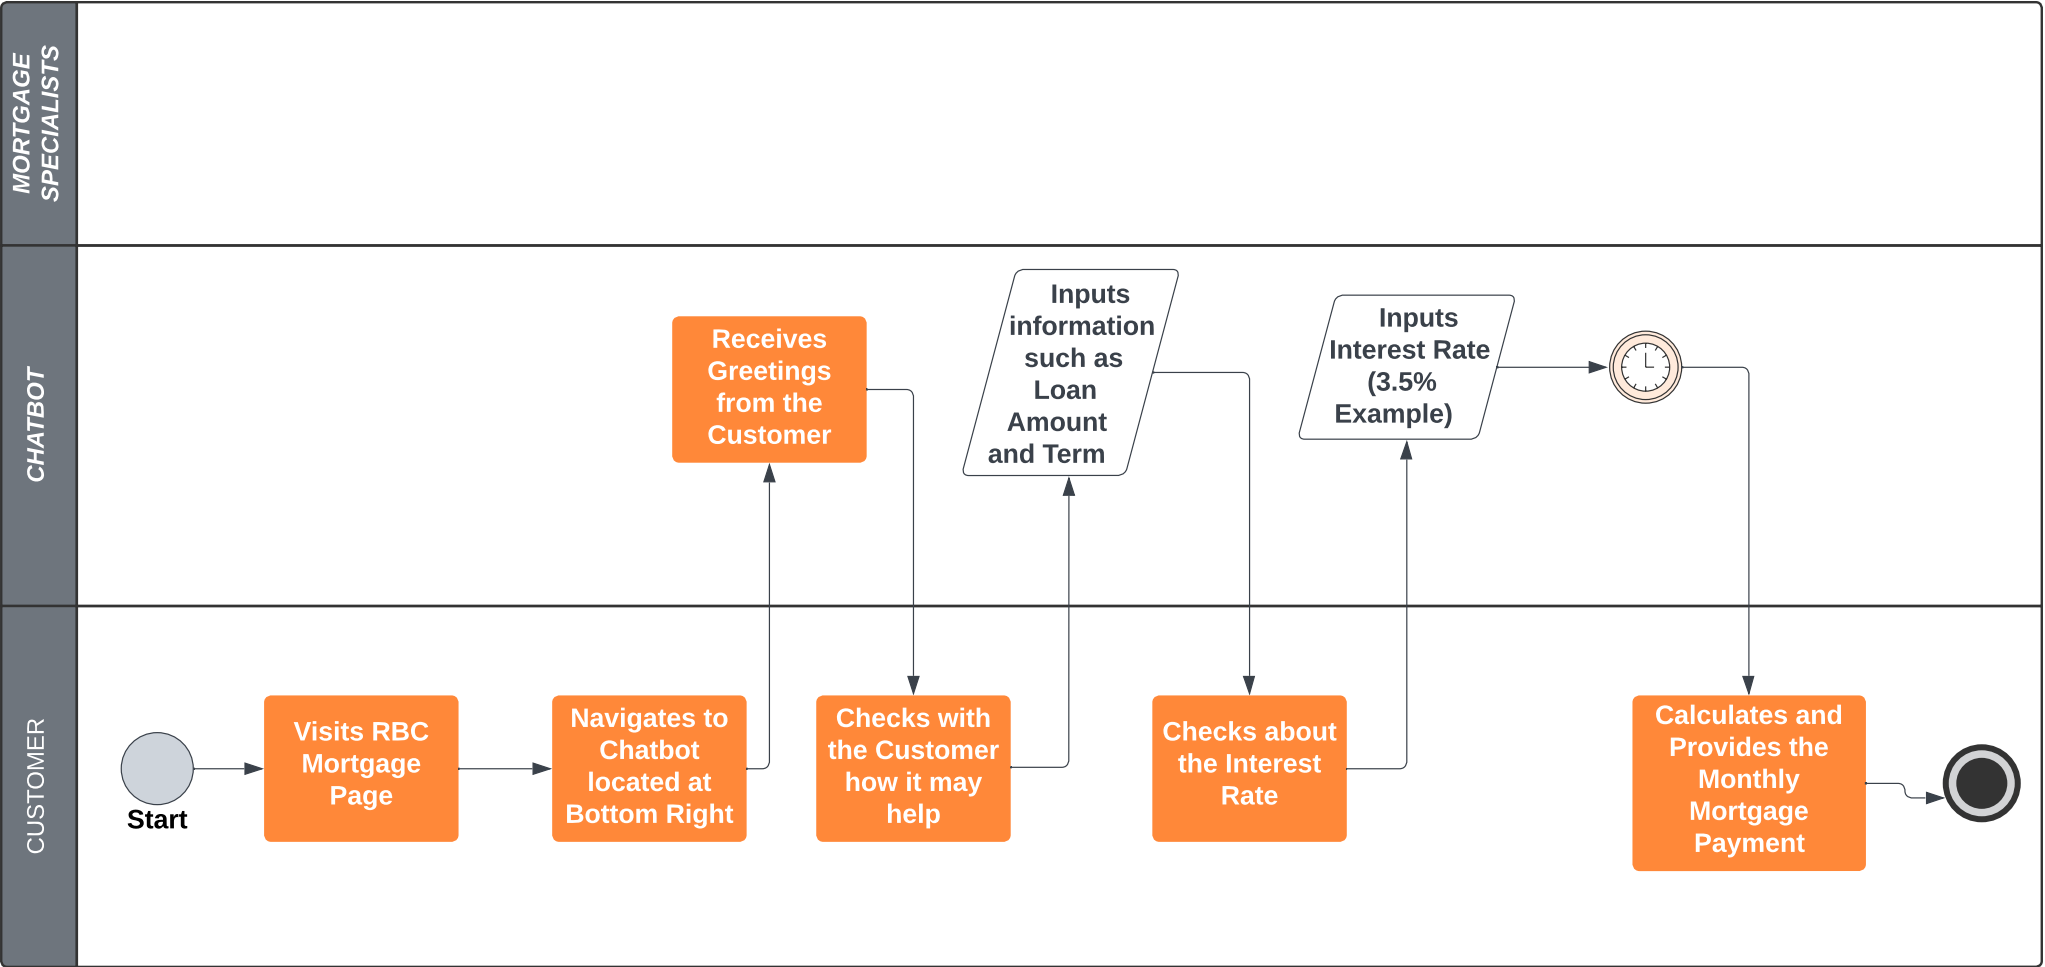 MORTGAGE
SPECIALISTS
CHATBOT
Receives
Greetings
from the
Customer
Inputs
information
such as
Loan
Amount
and Term
Inputs
Interest Rate
(3.5%
Example)
CUSTOMER
Start
Visits RBC
Mortgage
Page
Navigates to
Chatbot
located at
Bottom Right
Checks with
the Customer
how it may
help
Checks about
the Interest
Rate
Calculates and
Provides the
Monthly
Mortgage
Payment